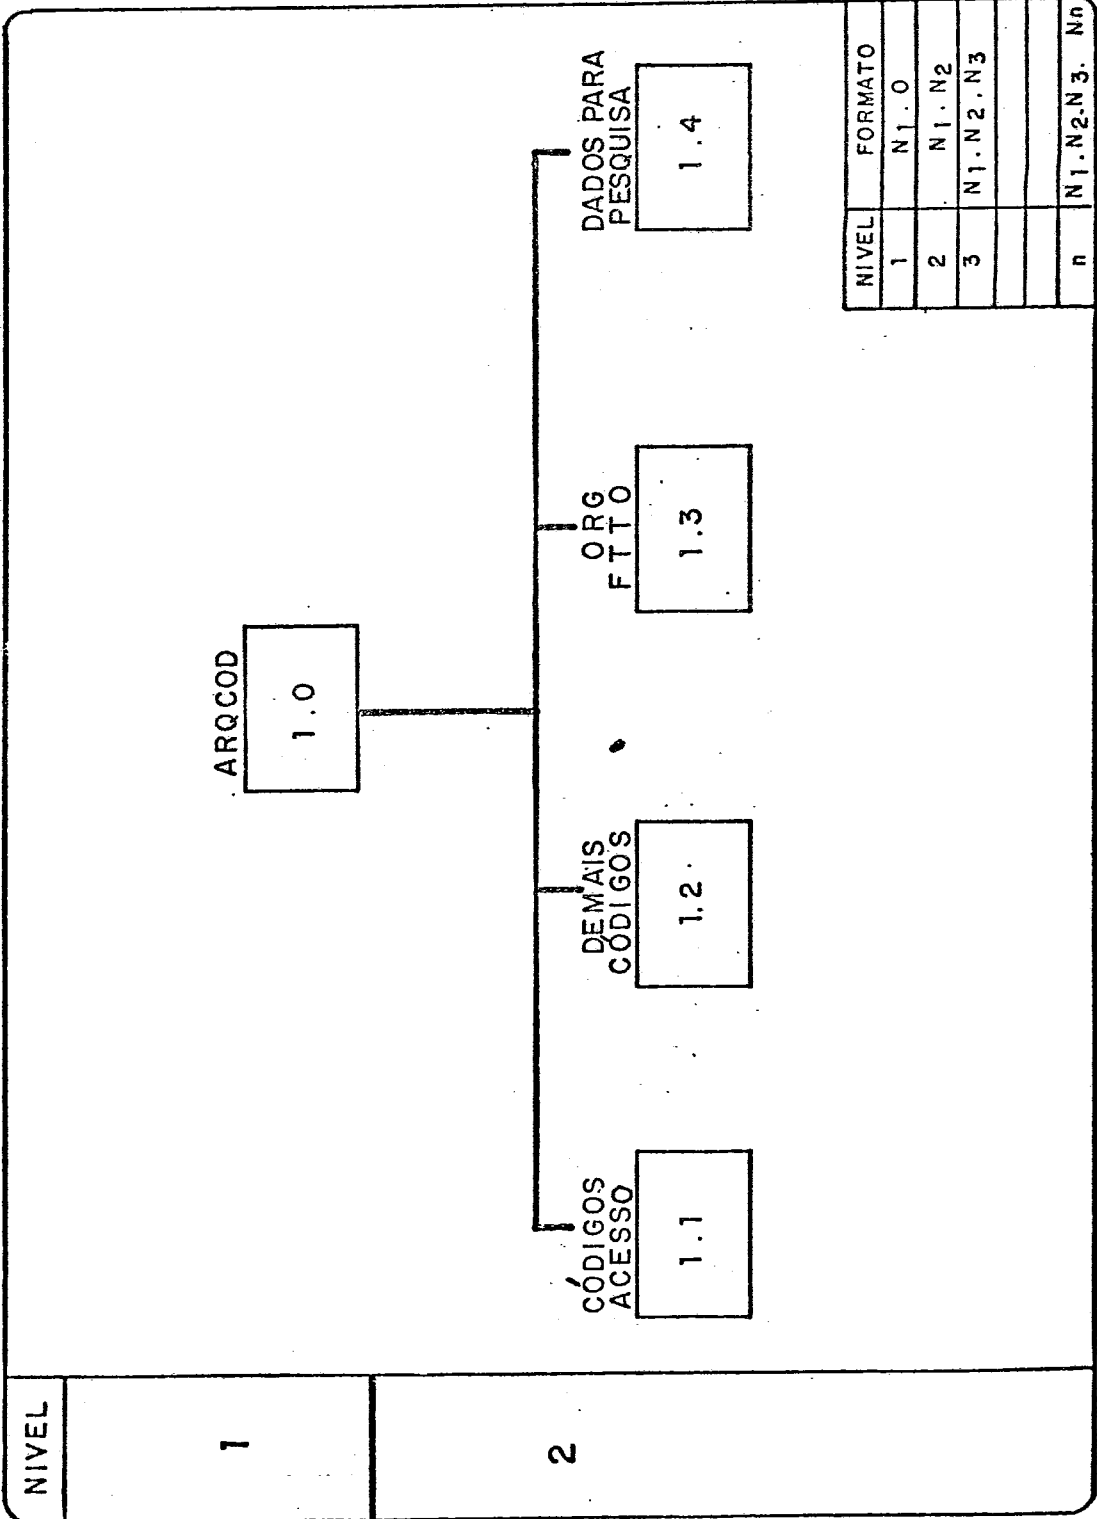 NIVEL
1
2
ARQCOD
1.0
CÓDIGOS
ACESSO
1.1
DEMAIS
CÓDIGOS
1.2
ORG
FTTO
1.3
DADOS PARA
PESQUISA
1.4
NIVEL FORMATO
1 N1.0
2 N1.N2
3 N1.N2.N3
n N1.N2.N3. Nn